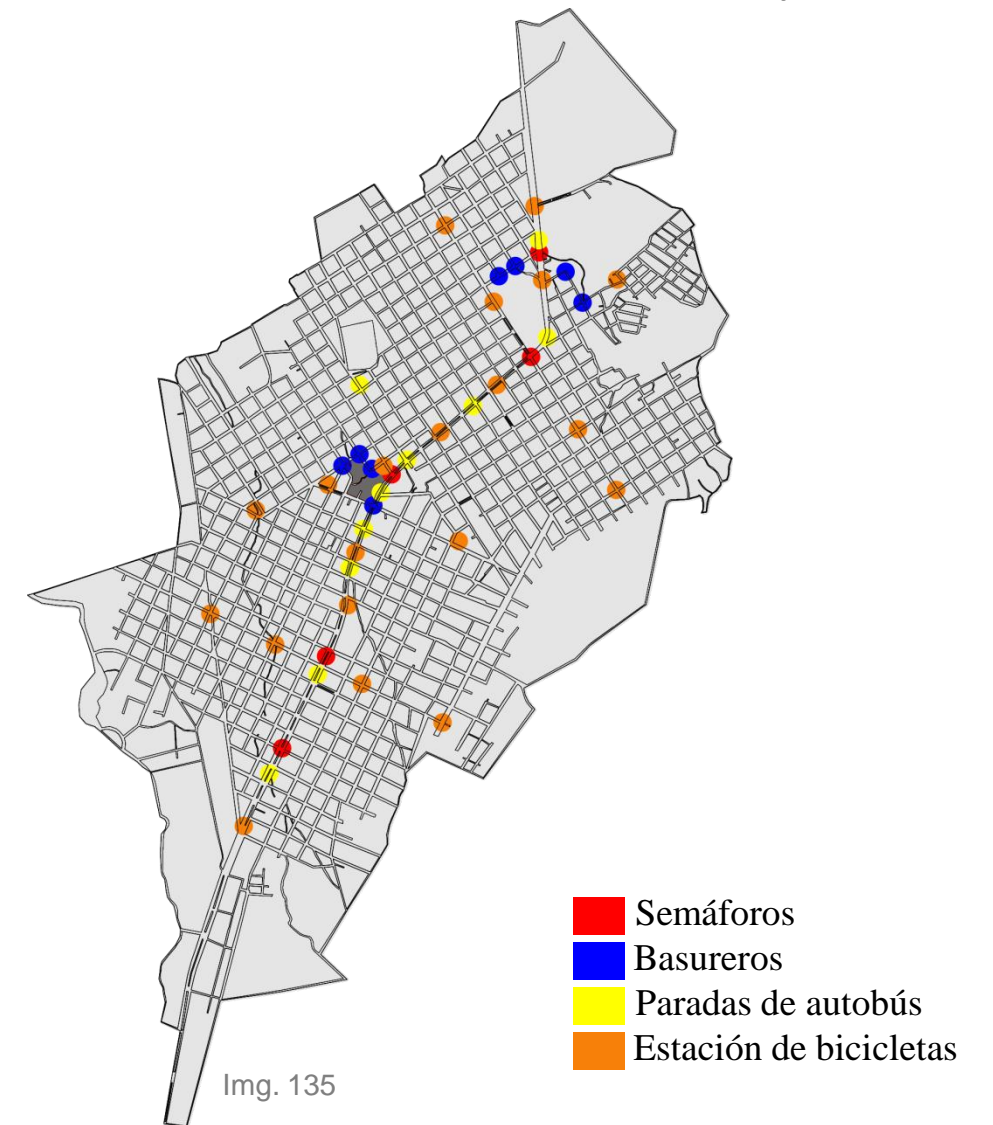 Semáforos
Basureros
Paradas de autobús
Estación de bicicletas
Img. 135